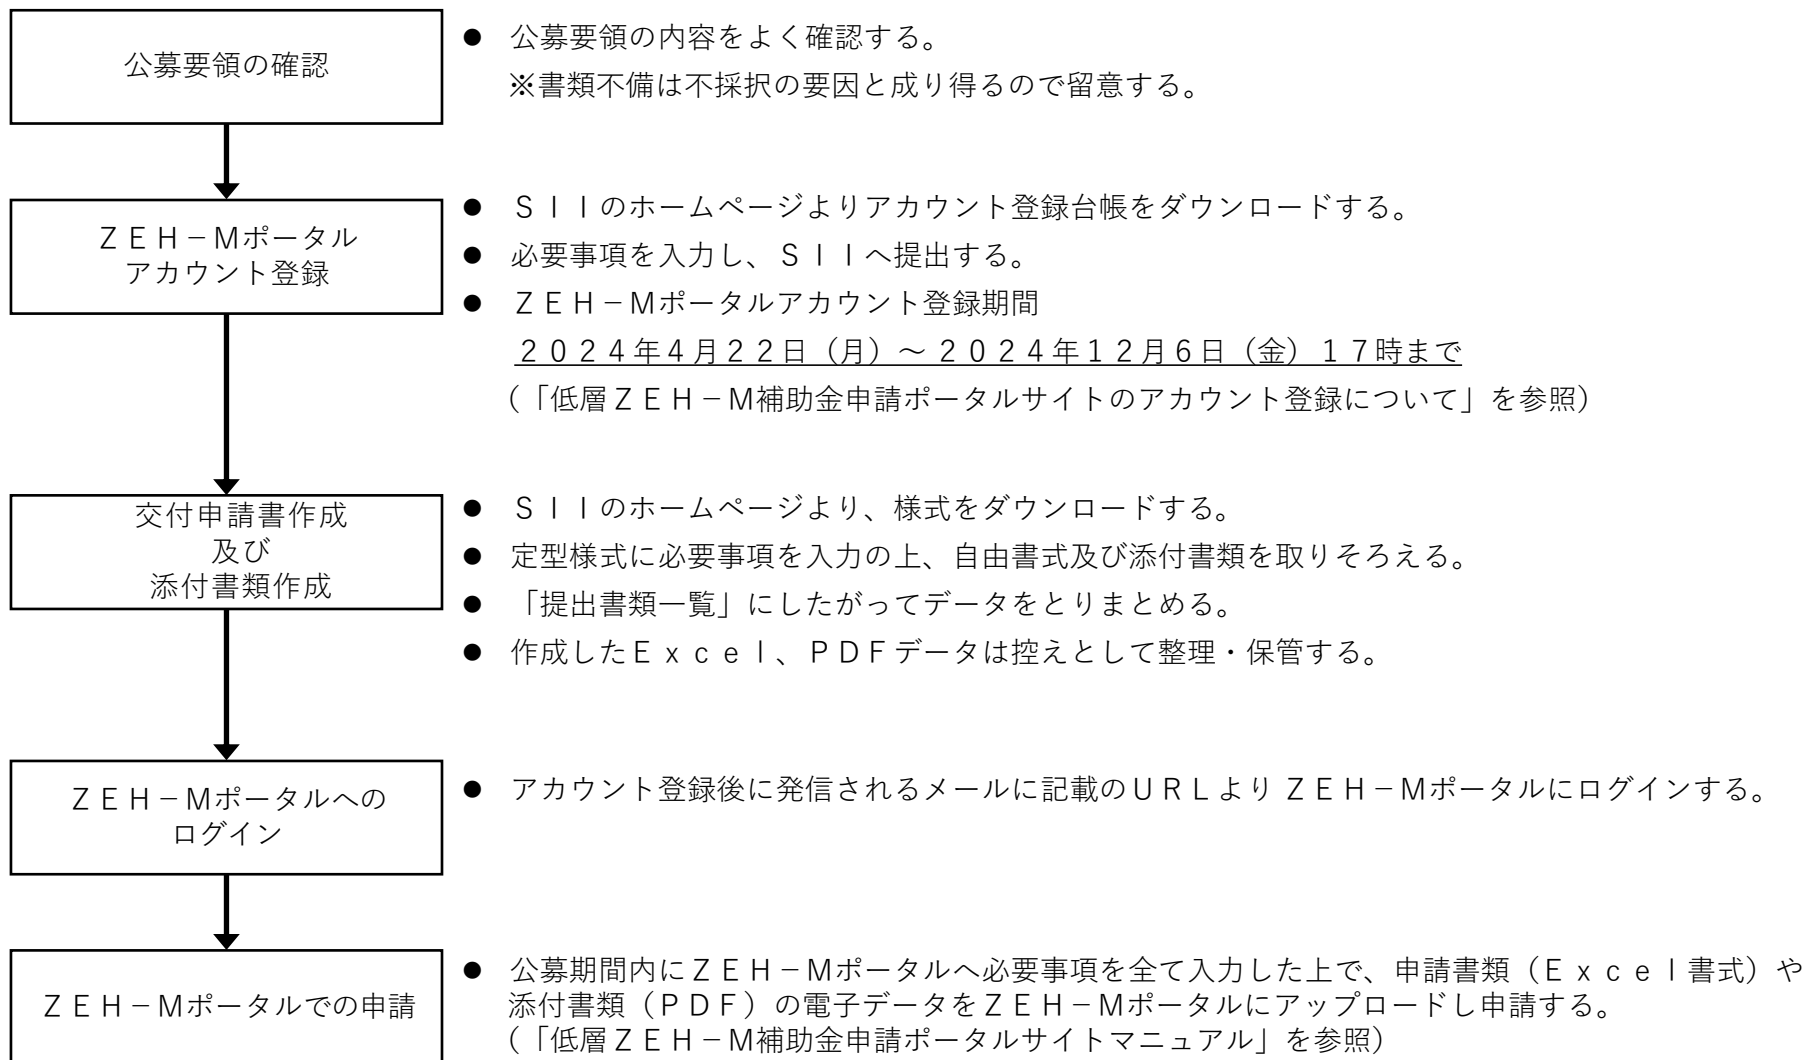 公募要領の確認
● 公募要領の内容をよく確認する。
※書類不備は不採択の要因と成り得るので留意する。
ＺＥＨ－Ｍポータル
アカウント登録
● ＳＩＩのホームページよりアカウント登録台帳をダウンロードする。
● 必要事項を入力し、ＳＩＩへ提出する。
● ＺＥＨ－Ｍポータルアカウント登録期間
２０２４年４月２２日（月）～２０２４年１２月６日（金）１７時まで
（「低層ＺＥＨ－Ｍ補助金申請ポータルサイトのアカウント登録について」を参照）
交付申請書作成
及び
添付書類作成
● ＳＩＩのホームページより、様式をダウンロードする。
● 定型様式に必要事項を入力の上、自由書式及び添付書類を取りそろえる。
● 「提出書類一覧」にしたがってデータをとりまとめる。
● 作成したＥｘｃｅｌ、ＰＤＦデータは控えとして整理・保管する。
ＺＥＨ－Ｍポータルへの
ログイン
● アカウント登録後に発信されるメールに記載のＵＲＬより ＺＥＨ－Ｍポータルにログインする。
ＺＥＨ－Ｍポータルでの申請
● 公募期間内にＺＥＨ－Ｍポータルへ必要事項を全て入力した上で、申請書類（Ｅｘｃｅｌ書式）や
添付書類（ＰＤＦ）の電子データをＺＥＨ－Ｍポータルにアップロードし申請する。
（「低層ＺＥＨ－Ｍ補助金申請ポータルサイトマニュアル」を参照）